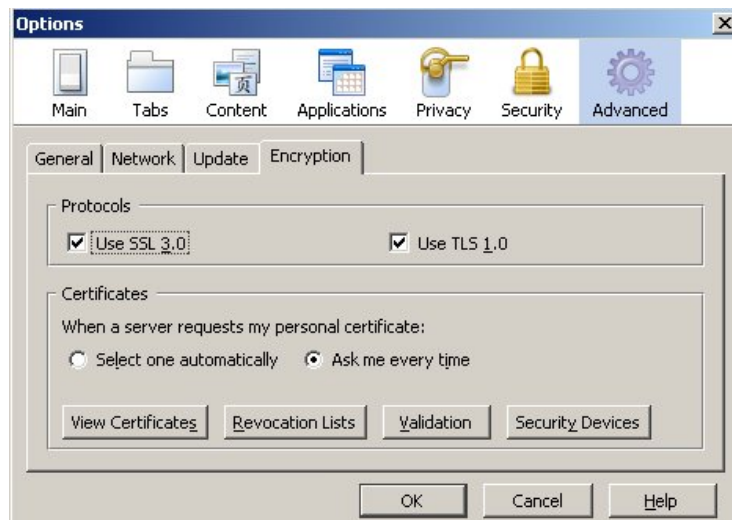 Options
页
Main Tabs Content Applications Privacy Security Advanced
General Network Update Encryption
Protocols
Use SSL 3.0 Use TLS 1.0
Certificates
When a server requests my personal certificate:
Select one automatically Ask me every time
View Certificates Revocation Lists Validation Security Devices
OK Cancel Help